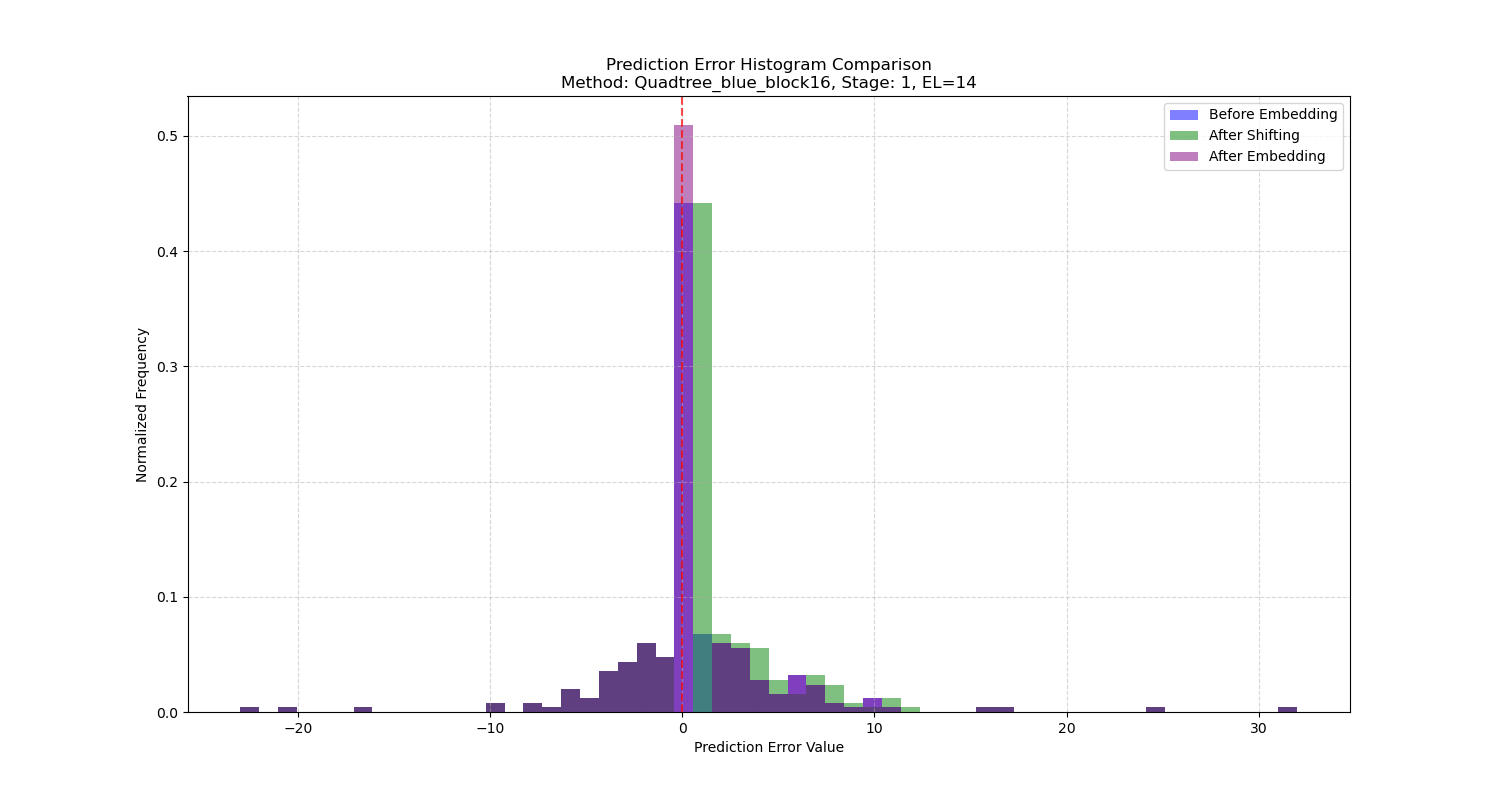 Prediction Error Histogram Comparison
Method: Quadtree_blue_block16, Stage: 1, EL=14
Before Embedding
After Shifting
After Embedding
Normalized Frequency
0.5
0.4
0.3
0.2
0.1
0.0
−20
−10
0
10
20
30
Prediction Error Value